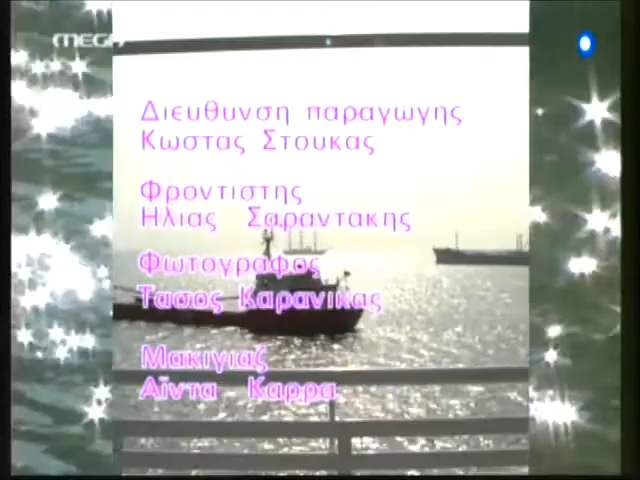 MEGA
Διευθυνση παραγωγης
Κωστας Στουκας
Φροντιστης
Ηλιας Σαραντακης
Φωτογραφος
Τασος Καρανικας
Μακιγιαζ
Αϊντα Καρρα